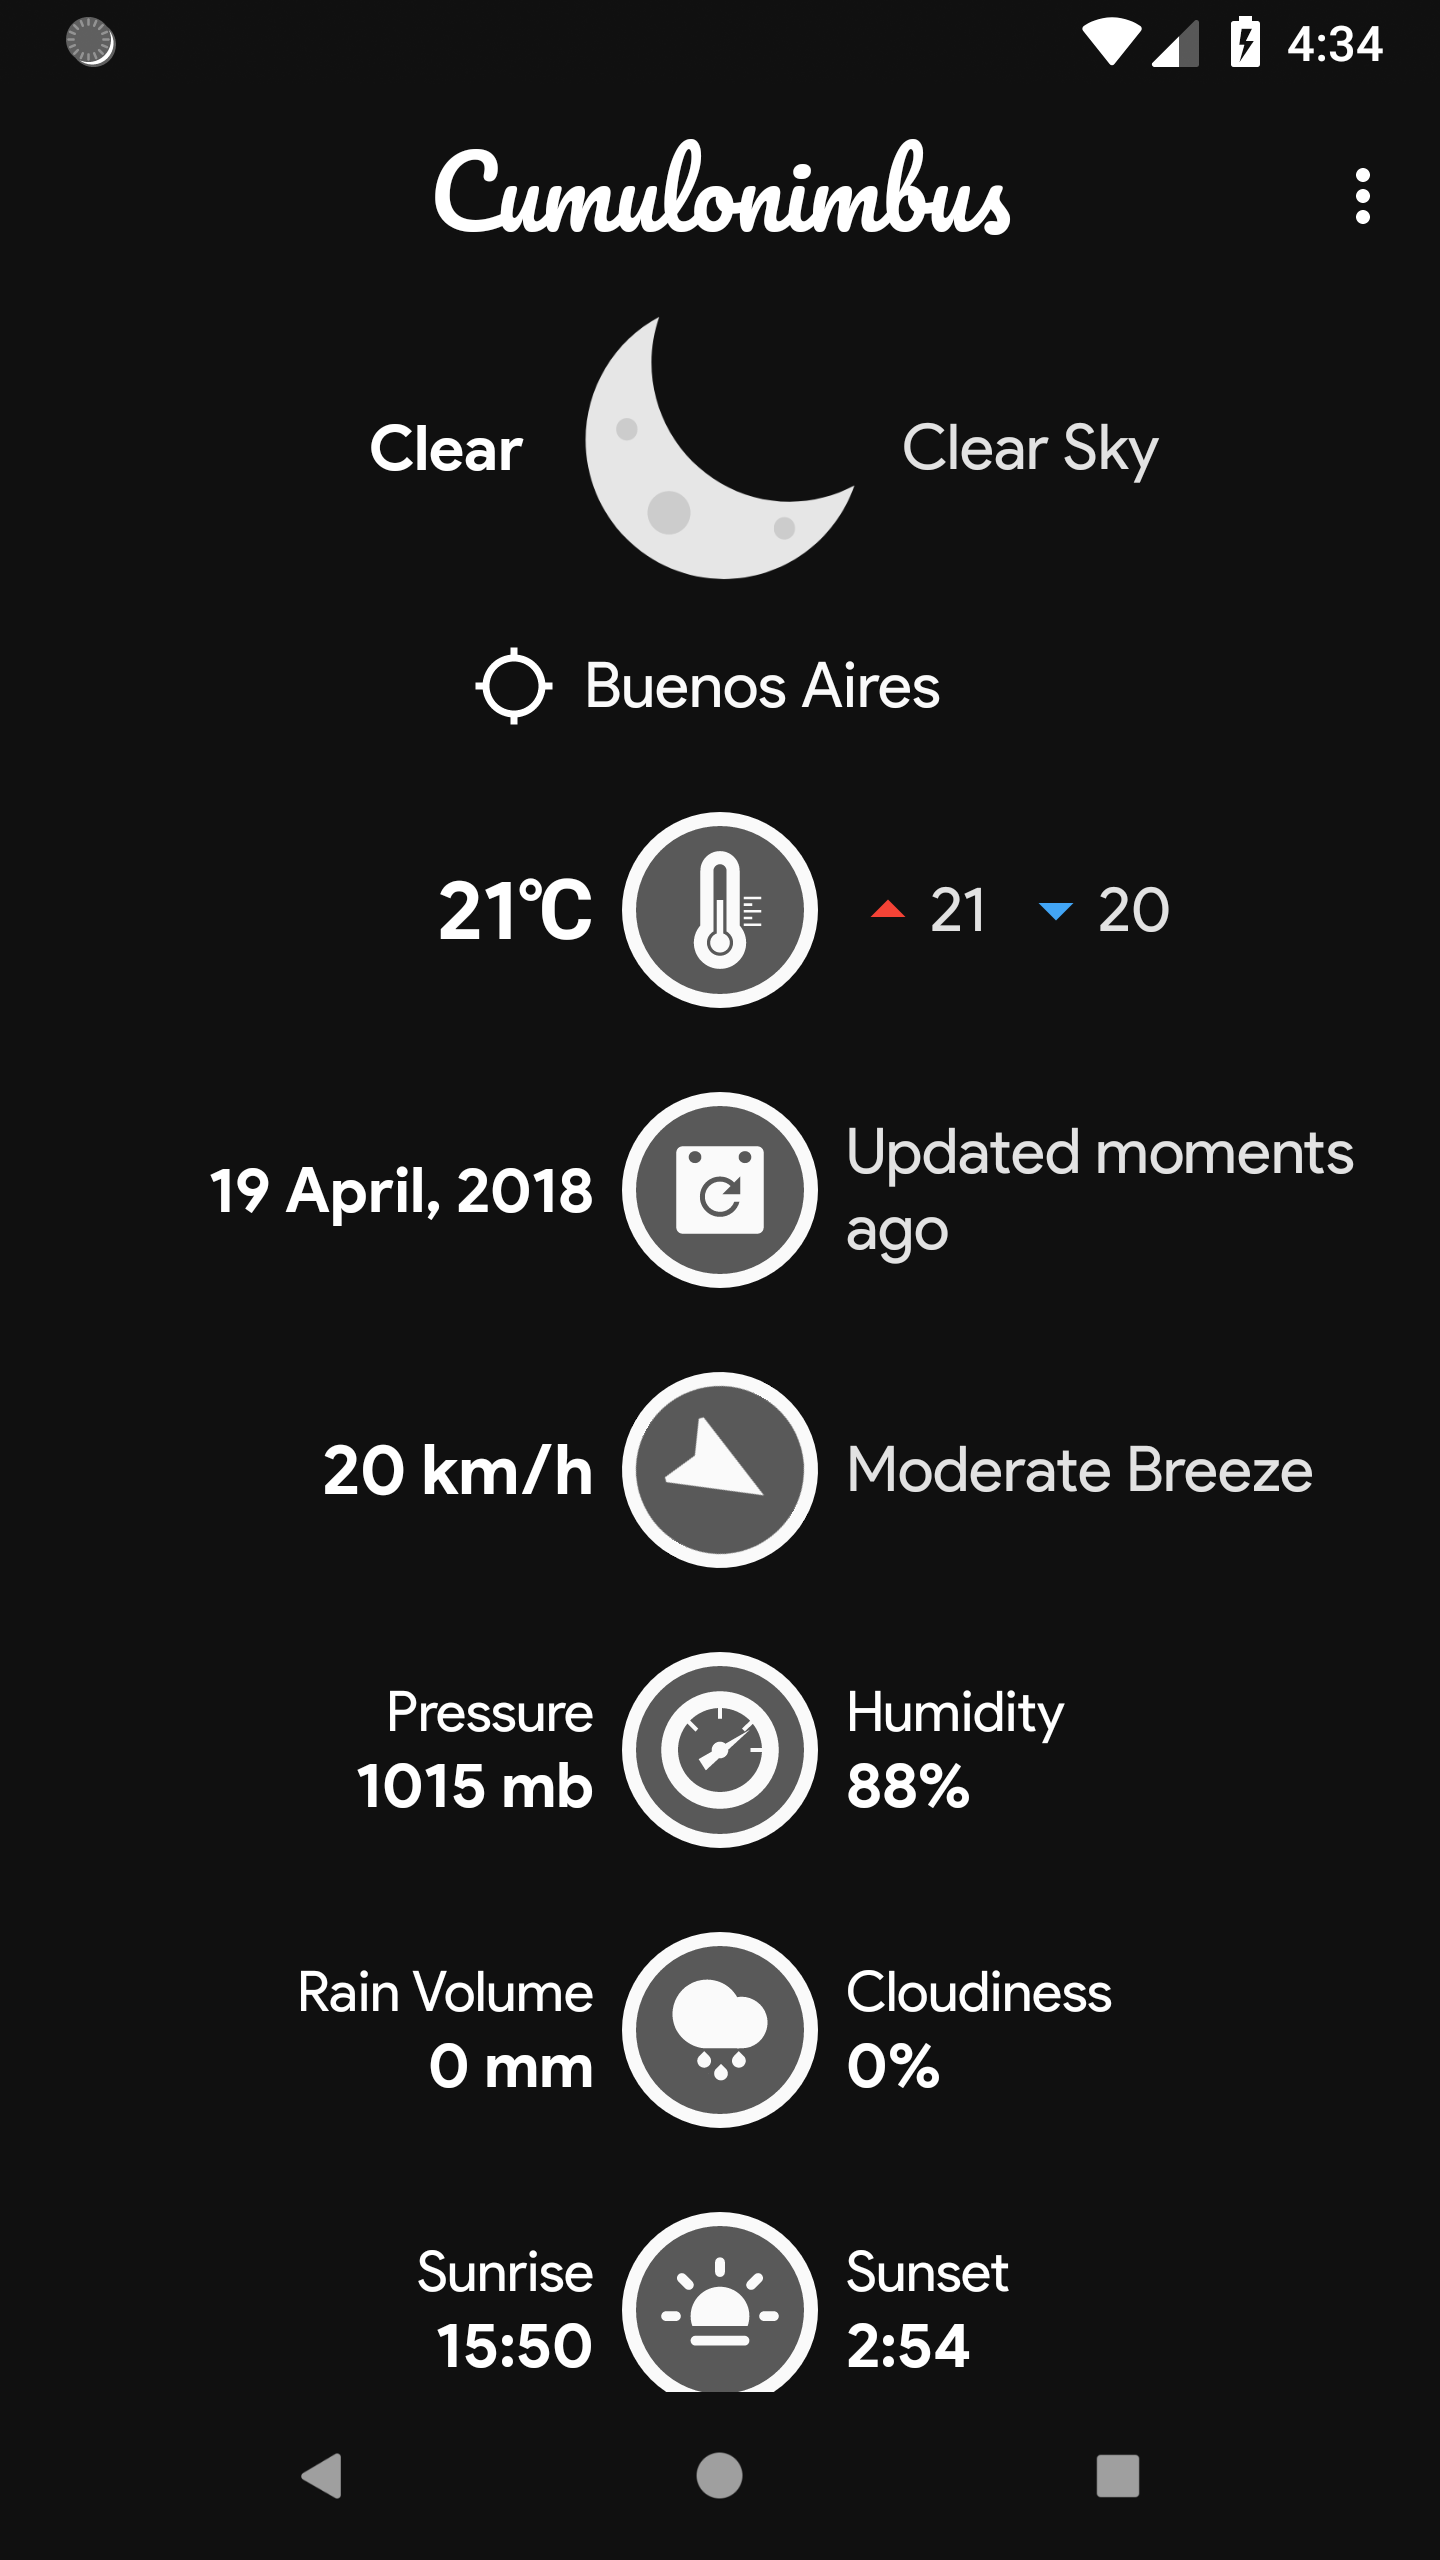 4:34
Cumulonimbus
Clear
Clear Sky
Buenos Aires
21°C
21
20
19 April, 2018
Updated moments
ago
20 km/h
Moderate Breeze
Pressure
1015 mb
Humidity
88%
Rain Volume
0 mm
Cloudiness
0%
Sunrise
15:50
Sunset
2:54